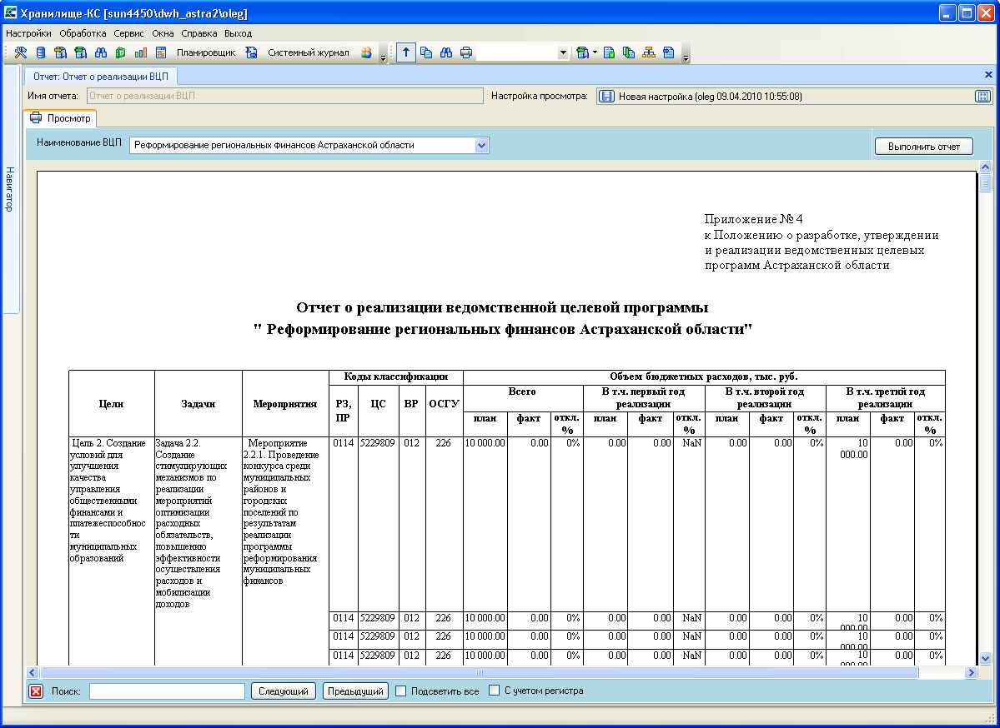 Хранилище-КС [sun4450\dwh_astra2\oleg]
Настройки Обработка Сервис Окна Справка Выход
Планировщик Системный журнал
Отчет: Отчет о реализации ВЦП
Имя отчета: Отчет о реализации ВЦП Настройка просмотра: Новая настройка (oleg 09.04.2010 10:55:08)
Просмотр
Наименование ВЦП Реформирование региональных финансов Астраханской области Выполнить отчет
Навигатор
Приложение № 4
к Положению о разработке, утверждении
и реализации ведомственных целевых
программ Астраханской области
Отчет о реализации ведомственной целевой программы
" Реформирование региональных финансов Астраханской области"
Цели Задачи Мероприятия Коды классификации Объем бюджетных расходов, тыс. руб.
РЗ, ПР ЦС ВР ОСГУ Всего В т.ч. первый год реализации В т.ч. второй год реализации В т.ч. третий год реализации
план факт откл. % план факт откл. % план факт откл. % план факт откл. %
Цель 2. Создание
условий для
улучшения
качества
управления
общественными
финансами и
платежеспособнос
ти
муниципальных
образований
Задача 2.2.
Создание
стимулирующих
механизмов по
реализации
мероприятий
оптимизации
расходных
обязательств,
повышению
эффективности
осуществления
расходов и
мобилизации
доходов
Мероприятие
2.2.1. Проведение
конкурса среди
муниципальных
районов и
городских
поселений по
результатам
реализации
программы
реформирования
муниципальных
финансов
0114 5229809 012 226 10 000.00 0.00 0% 0.00 0.00 NaN 0.00 0.00 0% 10 000.00 0.00 0%
0114 5229809 012 226 10 000.00 0.00 0% 0.00 0.00 NaN 0.00 0.00 0% 10 000.00 0.00 0%
0114 5229809 012 226 10 000.00 0.00 0% 0.00 0.00 NaN 0.00 0.00 0% 10 000.00 0.00 0%
0114 5229809 012 226 10 000.00 0.00 0% 0.00 0.00 NaN 0.00 0.00 0% 10 000.00 0.00 0%
Поиск: Следующий Предыдущий Подсветить все С учетом регистра